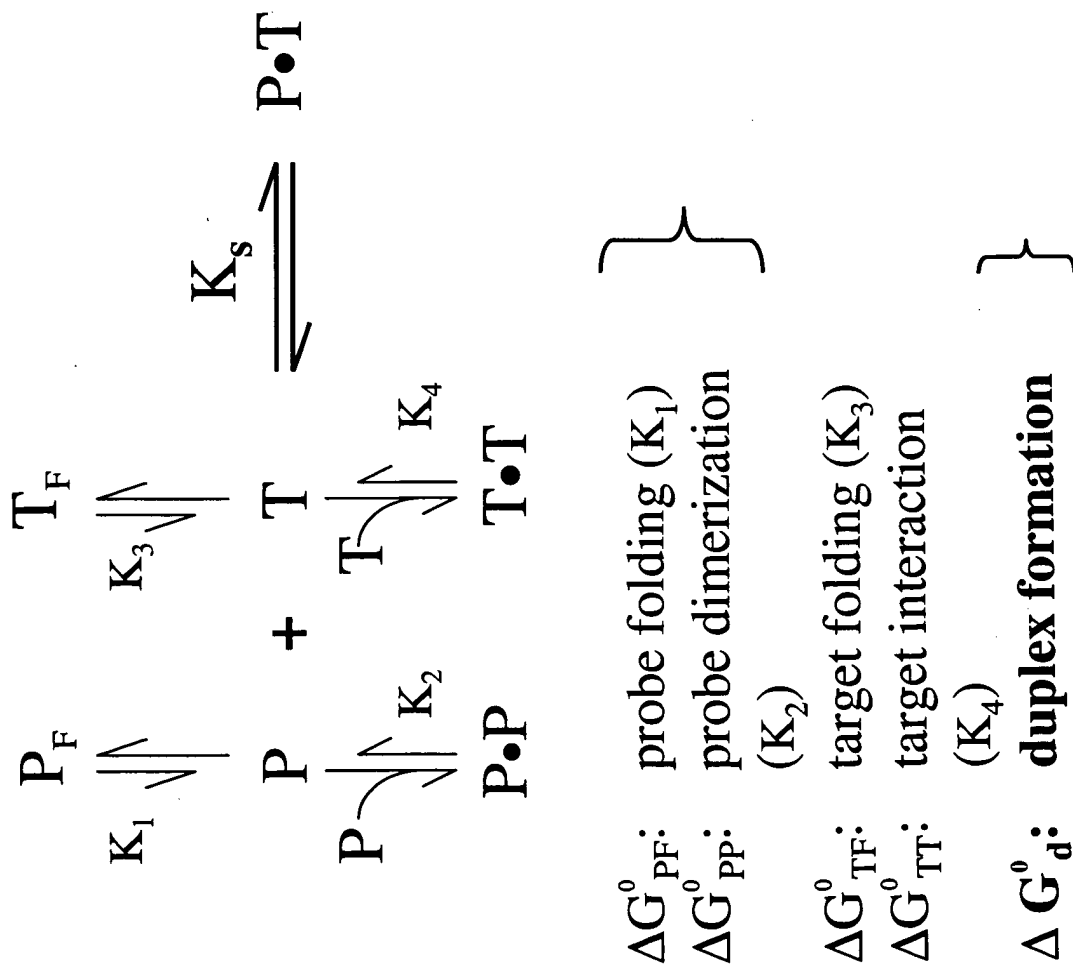 P_F T_F
K_1 K_3
P + T K_s P•T
P K_2 T K_4
P•P T•T
ΔG⁰_PF: probe folding (K_1)
ΔG⁰_PP: probe dimerization
(K_2)
ΔG⁰_TF: target folding (K_3)
ΔG⁰_TT: target interaction
(K_4)
Δ G⁰_d: duplex formation